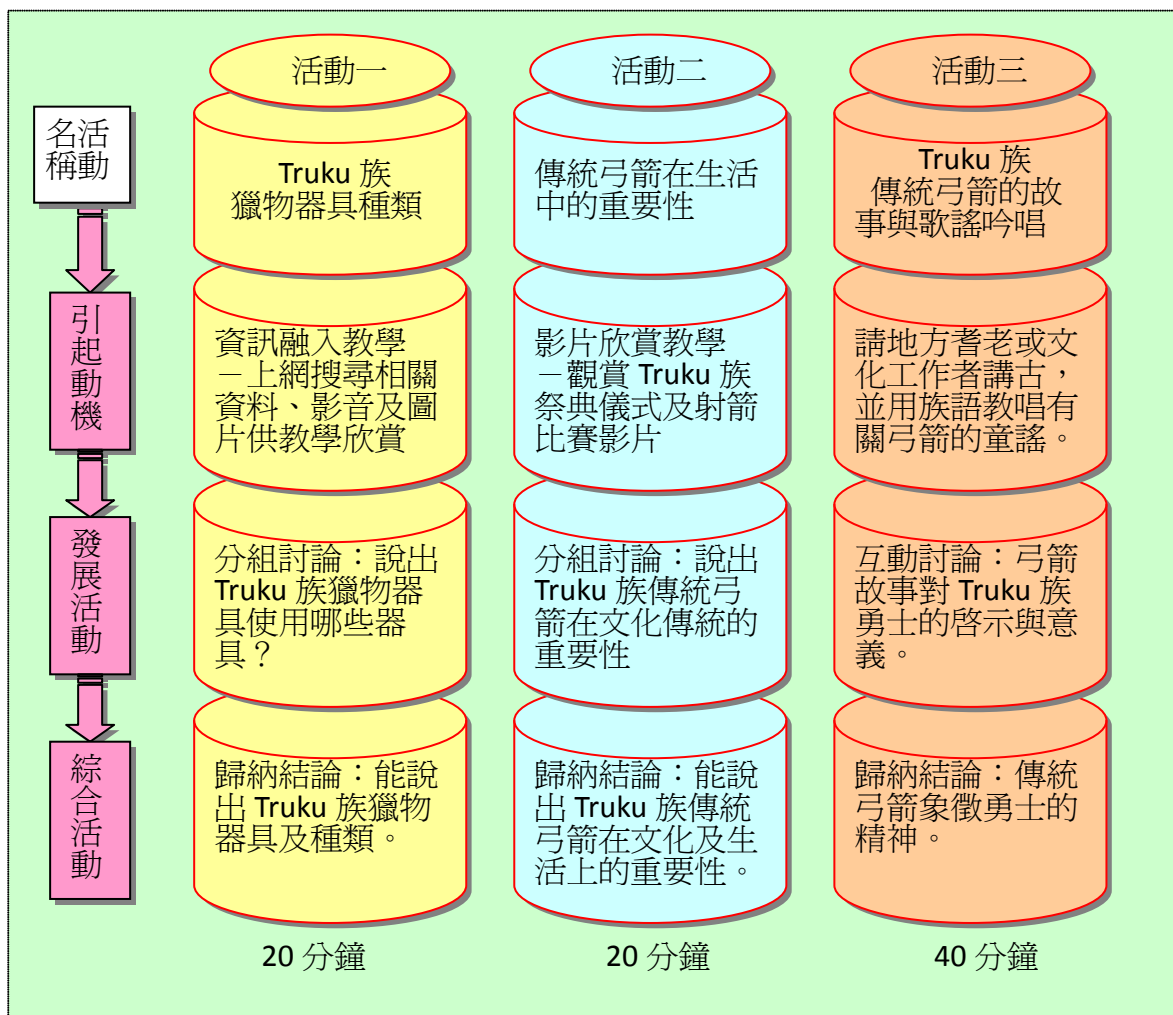 活動一
活動二
活動三
活動
名稱
Truku 族
獵物器具種類
傳統弓箭在生活
中的重要性
Truku 族
傳統弓箭的故
事與歌謠吟唱
引起動機
資訊融入教學
－上網搜尋相關
資料、影音及圖
片供教學欣賞
影片欣賞教學
－觀賞 Truku 族
祭典儀式及射箭
比賽影片
請地方耆老或文
化工作者講古，
並用族語教唱有
關弓箭的童謠。
發展活動
分組討論：說出
Truku 族獵物器
具使用哪些器
具？
分組討論：說出
Truku 族傳統弓
箭在文化傳統的
重要性
互動討論：弓箭
故事對 Truku 族
勇士的啓示與意
義。
綜合活動
歸納結論：能說
出 Truku 族獵物
器具及種類。
歸納結論：能說
出 Truku 族傳統
弓箭在文化及生
活上的重要性。
歸納結論：傳統
弓箭象徵勇士的
精神。
20 分鐘
20 分鐘
40 分鐘